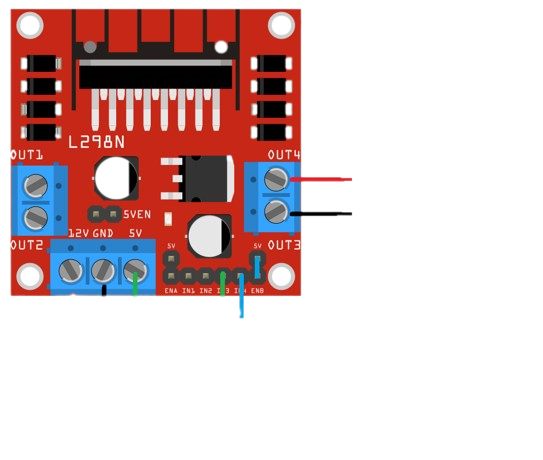 L298N
OUT1
OUT4
5VEN
OUT2
12V GND 5V
OUT3
5V
5V
ENA IN1 IN2 IN3 IN4 ENB